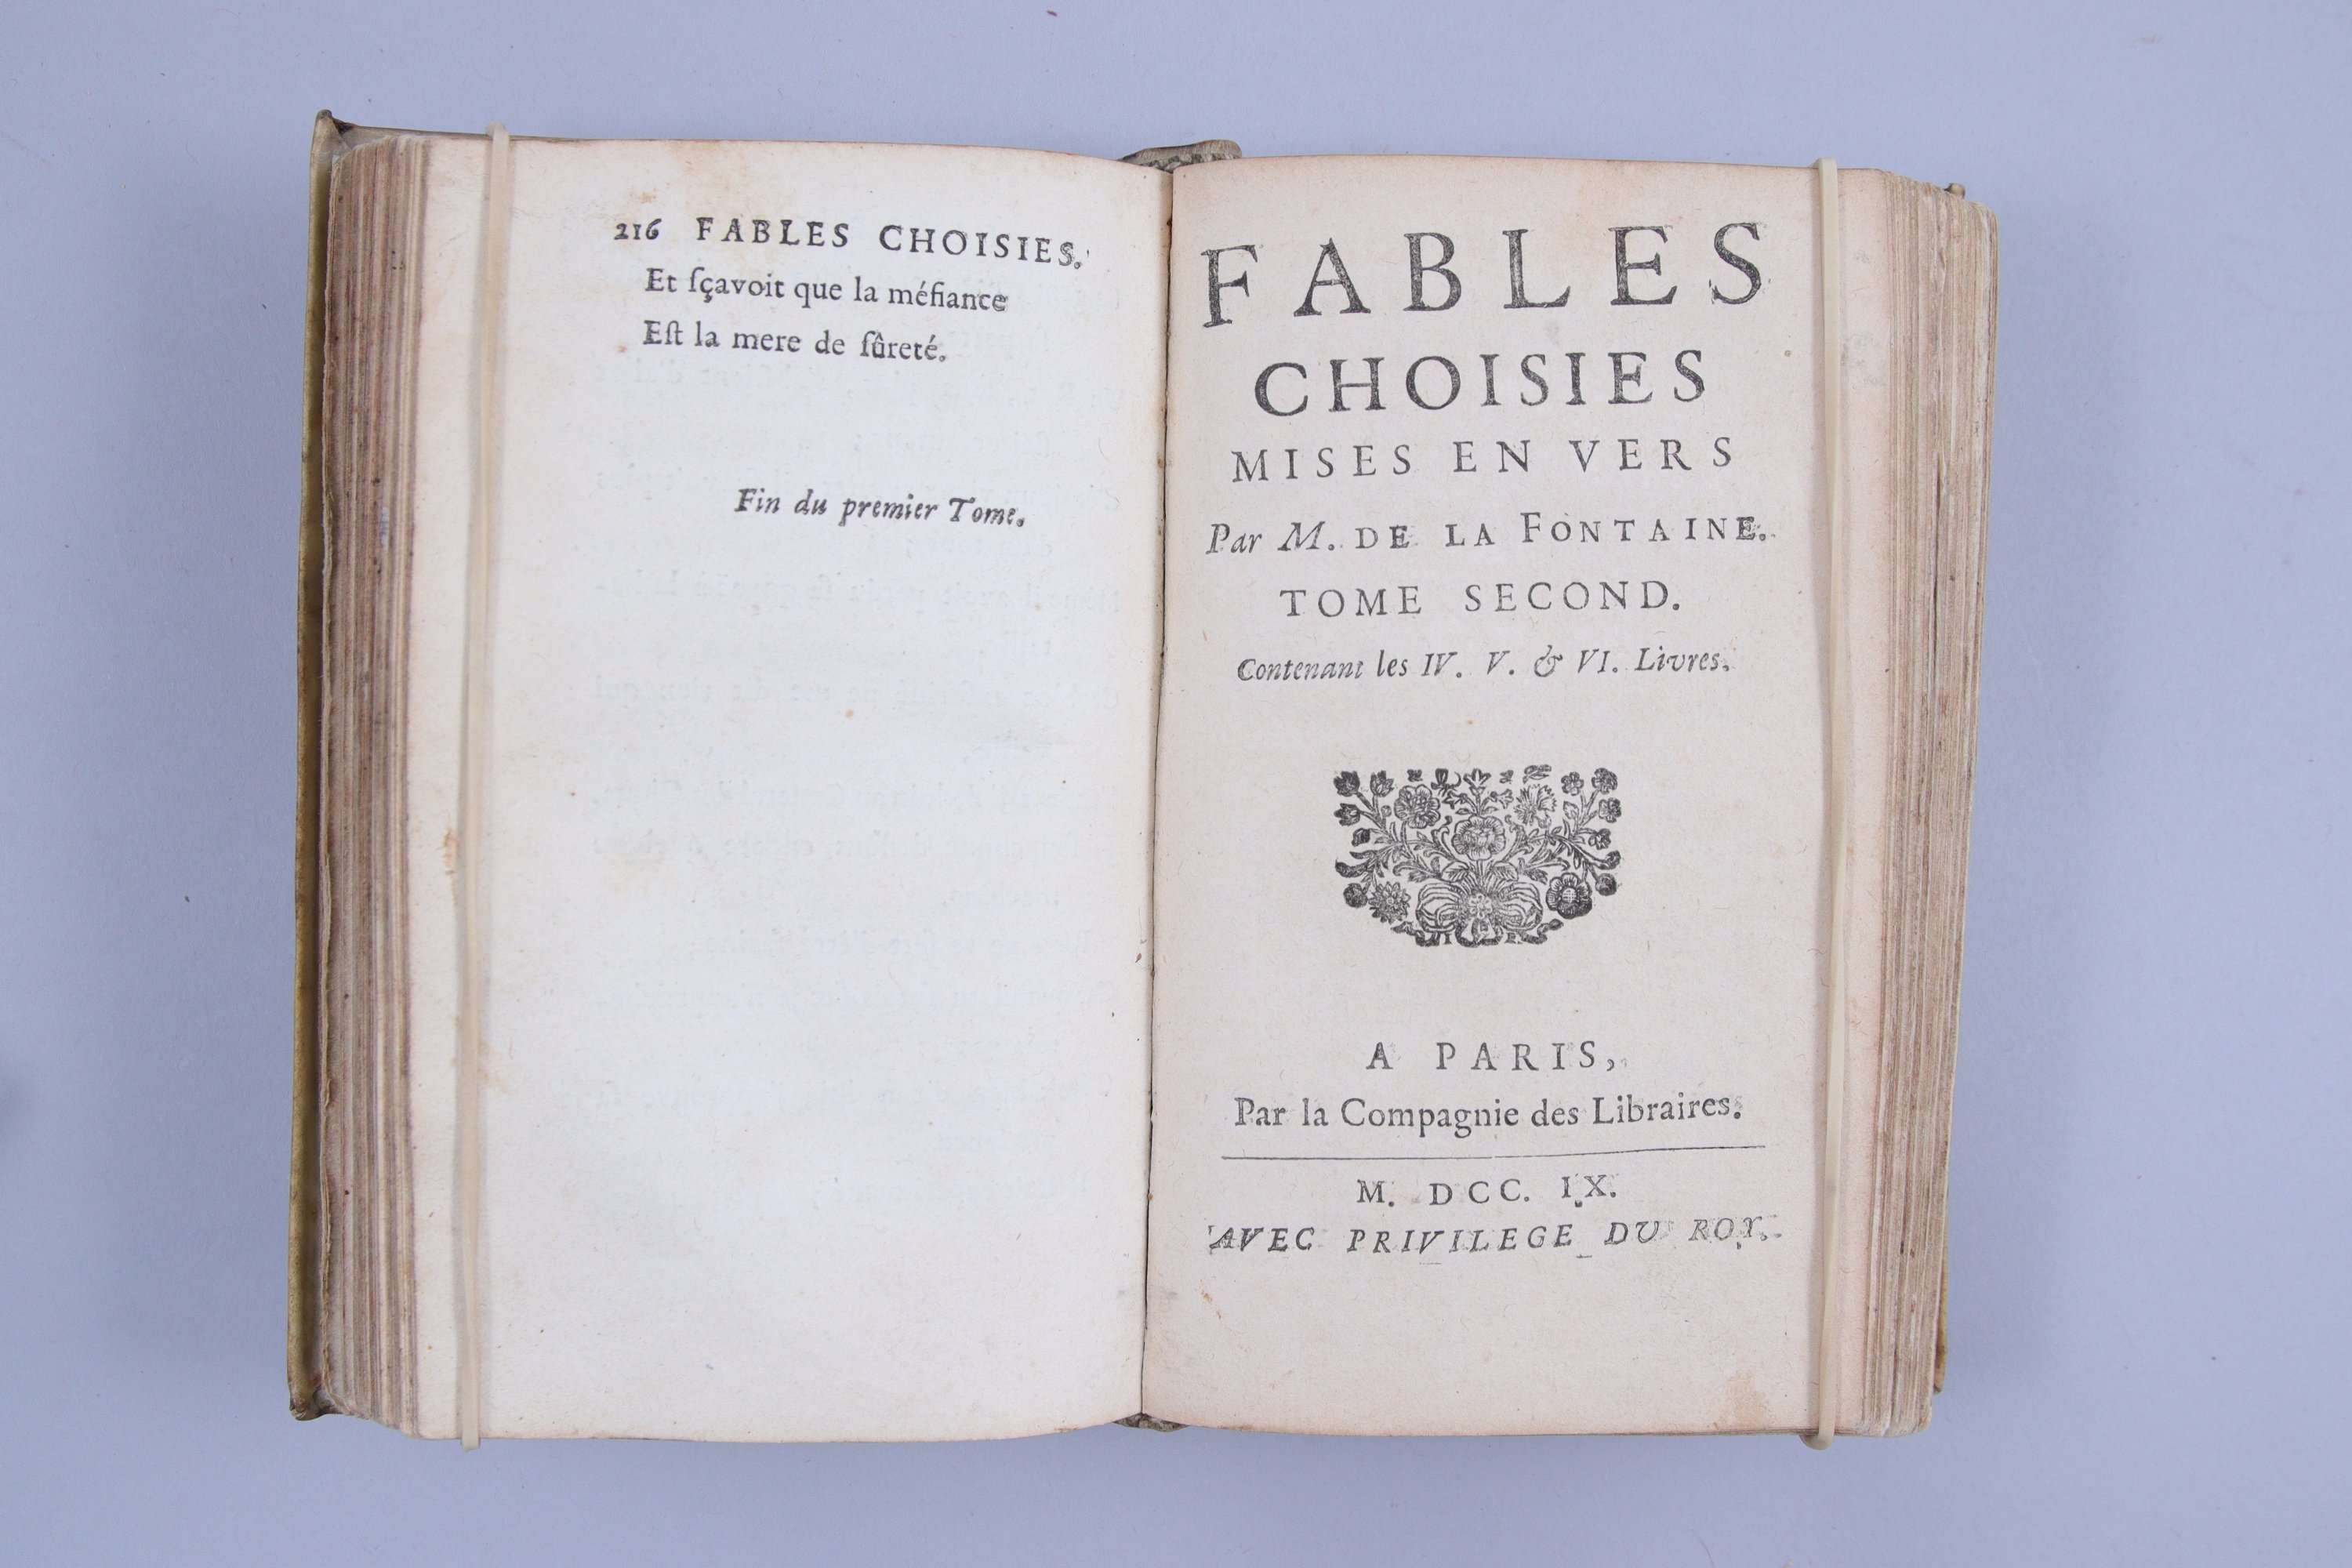 216 FABLES CHOISIES.
Et ſçavoit que la méfiance
Eſt la mere de ſûreté.
Fin du premier Tome.
FABLES
CHOISIES
MISES EN VERS
Par M. DE LA FONTAINE.
TOME SECOND.
Contenant les IV. V. & VI. Livres.
A PARIS,
Par la Compagnie des Libraires.
M. DCC. IX.
AVEC PRIVILEGE DU ROY.